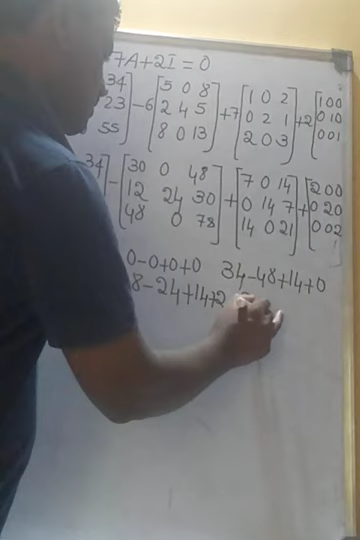 7A+2I=0
34 5 0 8 1 0 2 1 0 0
23 -6 2 4 5 +7 0 2 1 +2 0 1 0
55 8 0 13 2 0 3 0 0 1
34 30 0 48 7 0 14 2 0 0
- 12 24 30 + 0 14 7 + 0 2 0
48 0 78 14 0 21 0 0 2
0-0+0+0 34-48+14+0
8-24+14+2